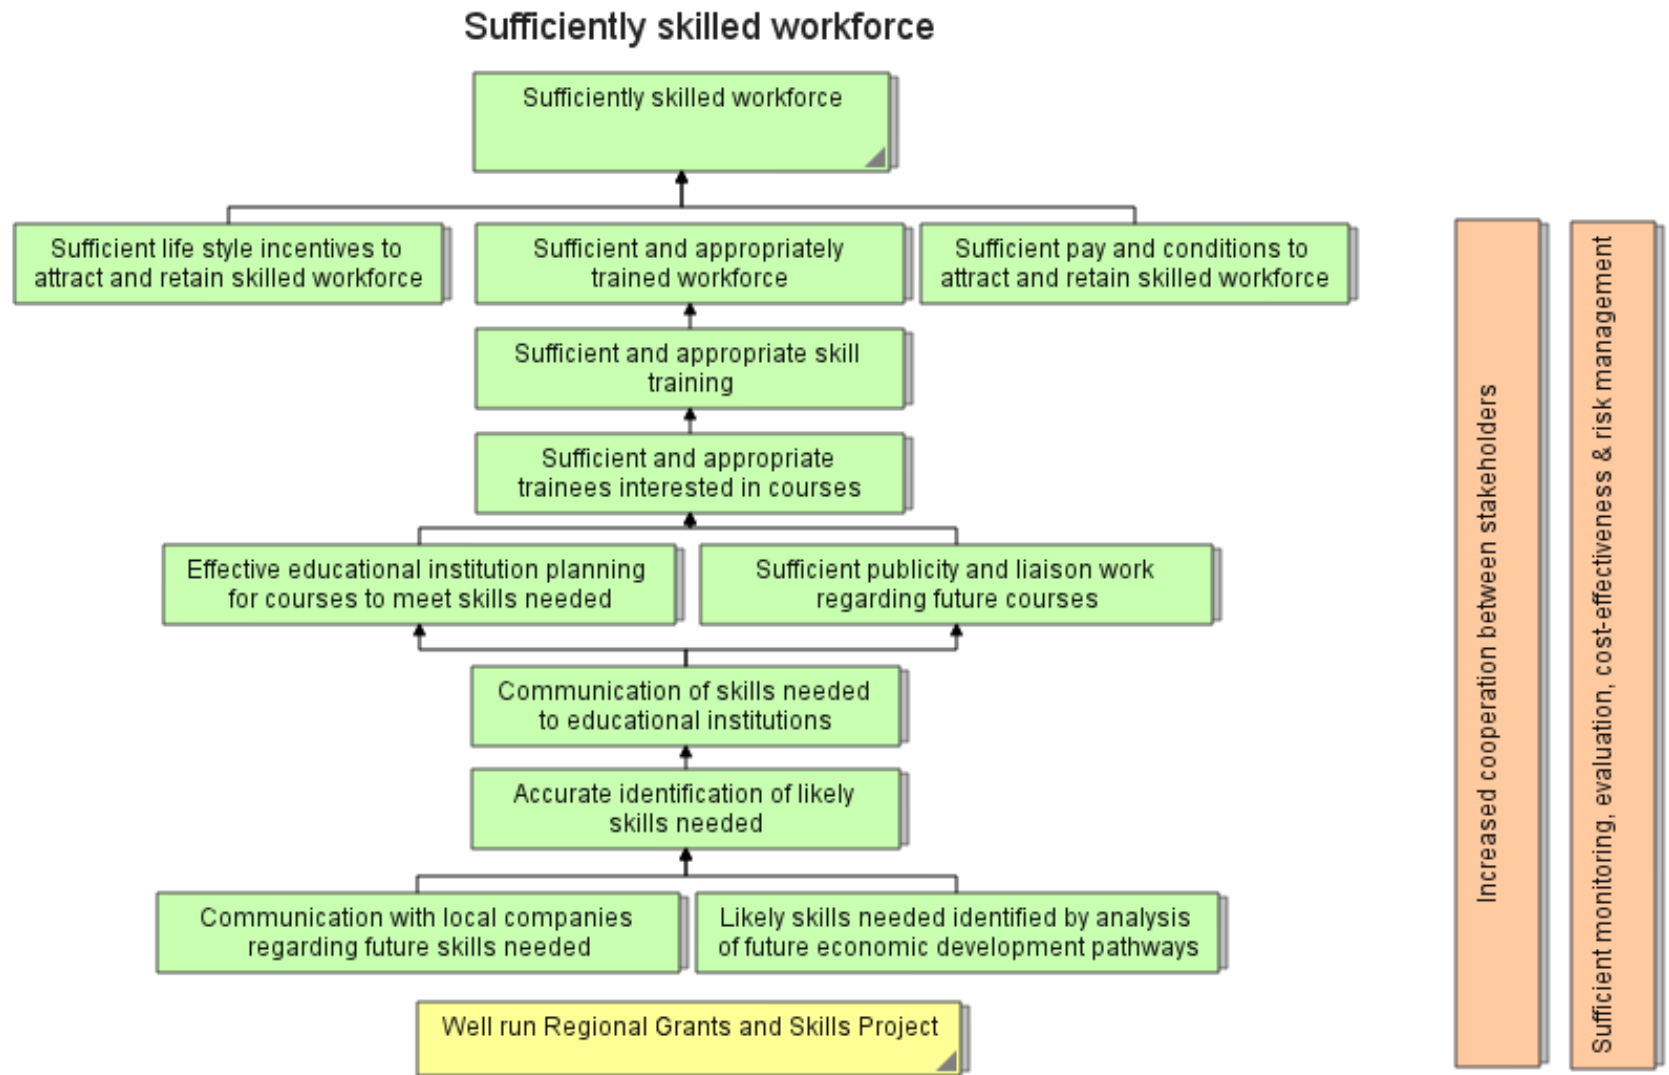 Sufficiently skilled workforce
Sufficiently skilled workforce
Sufficient life style incentives to
attract and retain skilled workforce
Sufficient and appropriately
trained workforce
Sufficient pay and conditions to
attract and retain skilled workforce
Sufficient and appropriate skill
training
Sufficient and appropriate
trainees interested in courses
Effective educational institution planning
for courses to meet skills needed
Sufficient publicity and liaison work
regarding future courses
Communication of skills needed
to educational institutions
Accurate identification of likely
skills needed
Communication with local companies
regarding future skills needed
Likely skills needed identified by analysis
of future economic development pathways
Well run Regional Grants and Skills Project
Increased cooperation between stakeholders
Sufficient monitoring, evaluation, cost-effectiveness & risk management